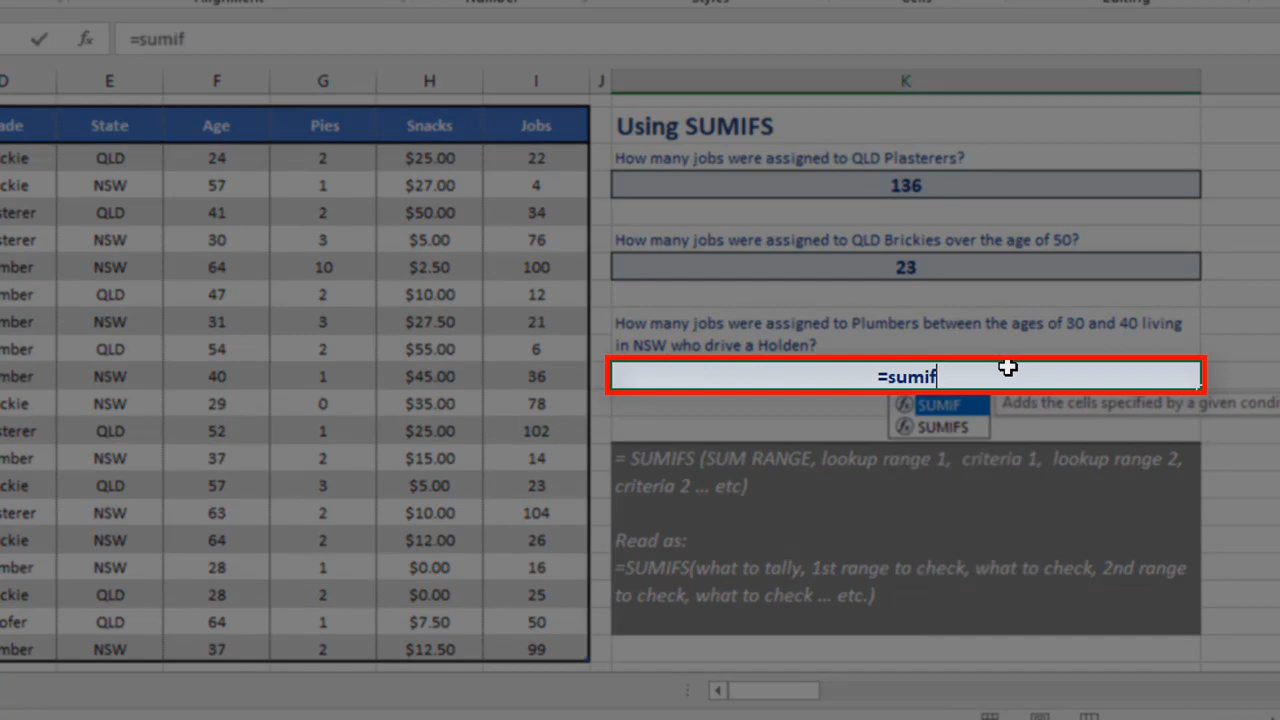 =sumif
E F G H I J K
ade State Age Pies Snacks Jobs
ckie QLD 24 2 $25.00 22
ckie NSW 57 1 $27.00 4
sterer QLD 41 2 $50.00 34
sterer NSW 30 3 $5.00 76
mber NSW 64 10 $2.50 100
mber QLD 47 2 $10.00 12
mber NSW 31 3 $27.50 21
mber QLD 54 2 $55.00 6
mber NSW 40 1 $45.00 36
ckie NSW 29 0 $35.00 78
sterer QLD 52 1 $25.00 102
mber NSW 37 2 $15.00 14
ckie QLD 57 3 $5.00 23
sterer NSW 63 2 $10.00 104
ckie NSW 64 2 $12.00 26
mber NSW 28 1 $0.00 16
ckie QLD 28 2 $0.00 25
ofer QLD 64 1 $7.50 50
mber NSW 37 2 $12.50 99
Using SUMIFS
How many jobs were assigned to QLD Plasterers?
136
How many jobs were assigned to QLD Brickies over the age of 50?
23
How many jobs were assigned to Plumbers between the ages of 30 and 40 living
in NSW who drive a Holden?
=sumif
SUMIF Adds the cells specified by a given condi
SUMIFS
= SUMIFS (SUM RANGE, lookup range 1, criteria 1, lookup range 2,
criteria 2 ... etc)
Read as:
=SUMIFS(what to tally, 1st range to check, what to check, 2nd range
to check, what to check ... etc.)